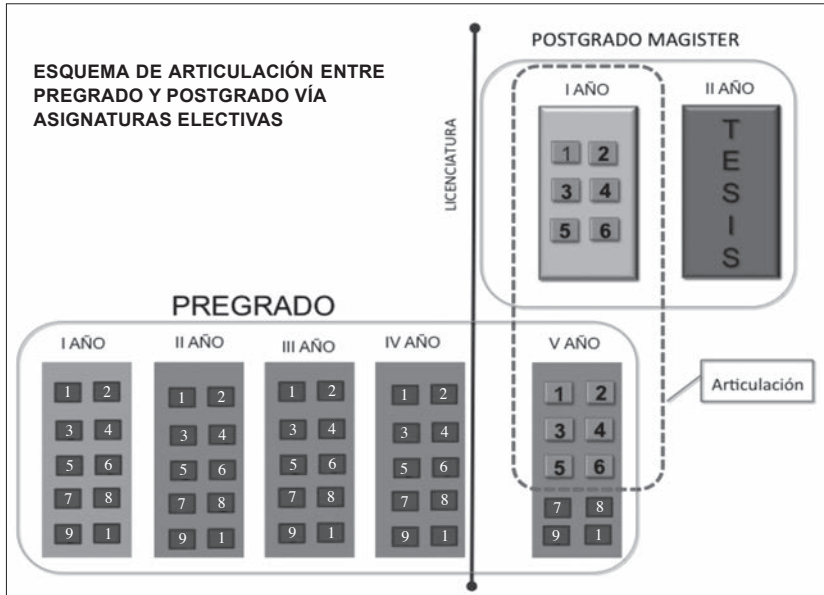 ESQUEMA DE ARTICULACIÓN ENTRE
PREGRADO Y POSTGRADO VÍA
ASIGNATURAS ELECTIVAS
LICENCIATURA
POSTGRADO MAGISTER
I AÑO
II AÑO
1 2
3 4
5 6
TESIS
PREGRADO
I AÑO
II AÑO
III AÑO
IV AÑO
V AÑO
1 2
3 4
5 6
7 8
9 1
1 2
3 4
5 6
7 8
9 1
1 2
3 4
5 6
7 8
9 1
1 2
3 4
5 6
7 8
9 1
1 2
3 4
5 6
7 8
9 1
Articulación